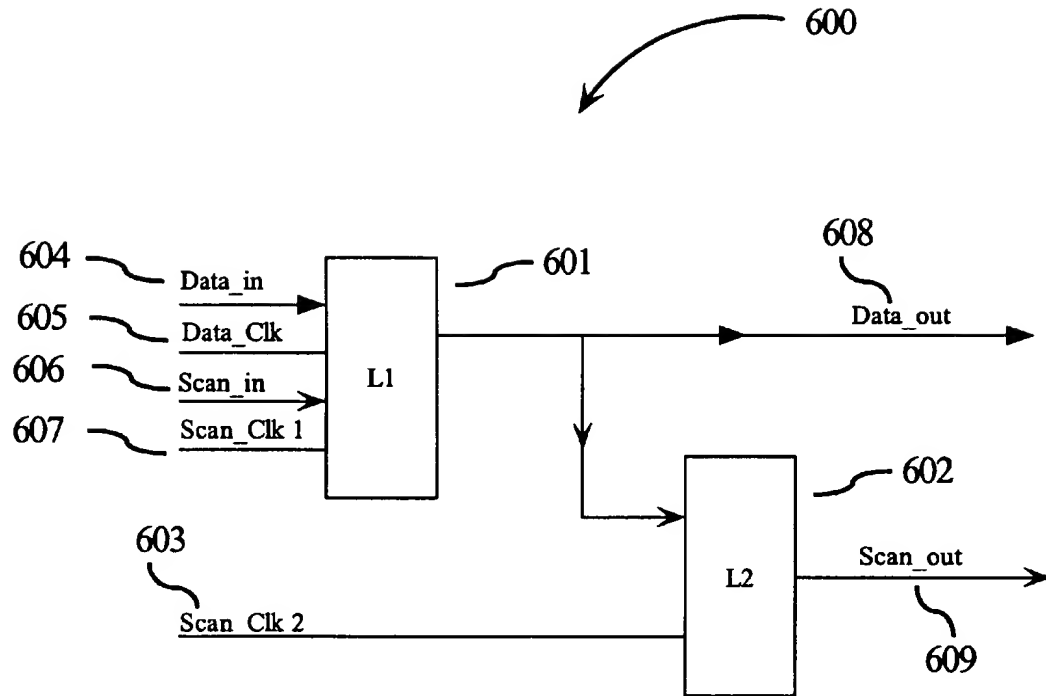 600
604
Data_in
601
608
605
Data_Clk
Data_out
606
Scan_in
L1
607
Scan_Clk 1
602
603
Scan_out
L2
Scan_Clk 2
609